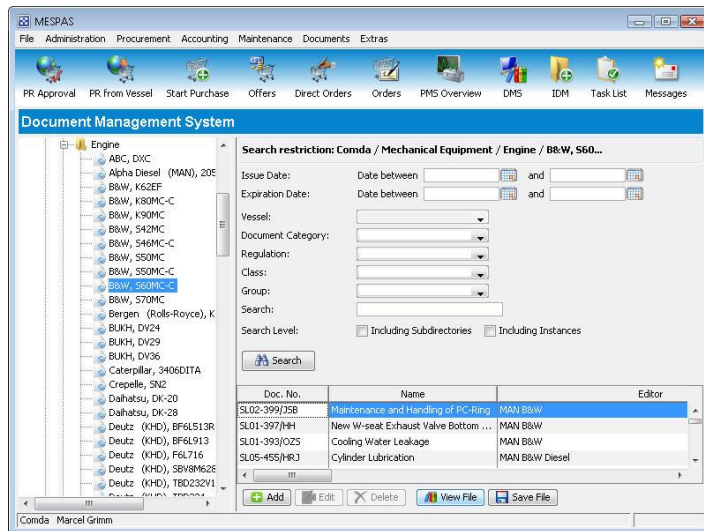 MESPAS
File Administration Procurement Accounting Maintenance Documents Extras
PR Approval PR from Vessel Start Purchase Offers Direct Orders Orders PMS Overview DMS IDM Task List Messages
Document Management System
Engine
ABC, DXC
Alpha Diesel (MAN), 205
B&W, K62EF
B&W, K80MC-C
B&W, K90MC
B&W, S42MC
B&W, S46MC-C
B&W, S50MC
B&W, S50MC-C
B&W, S60MC-C
B&W, S70MC
Bergen (Rolls-Royce), K
BUKH, DV24
BUKH, DV29
BUKH, DV36
Caterpillar, 3406DITA
Crepelle, SN2
Daihatsu, DK-20
Daihatsu, DK-28
Deutz (KHD), BF6L513R
Deutz (KHD), BF6L913
Deutz (KHD), F6L716
Deutz (KHD), SBV8M628
Deutz (KHD), TBD232V1
Search restriction: Comda / Mechanical Equipment / Engine / B&W, S60...
Issue Date: Date between and
Expiration Date: Date between and
Vessel:
Document Category:
Regulation:
Class:
Group:
Search:
Search Level: Including Subdirectories Including Instances
Search
Doc. No. Name Editor
SL02-399/JSB Maintenance and Handling of PC-Ring MAN B&W
SL01-397/HH New W-seat Exhaust Valve Bottom ... MAN B&W
SL01-393/OZS Cooling Water Leakage MAN B&W
SL05-455/HRJ Cylinder Lubrication MAN B&W Diesel
Add Edit Delete View File Save File
Comda Marcel Grimm